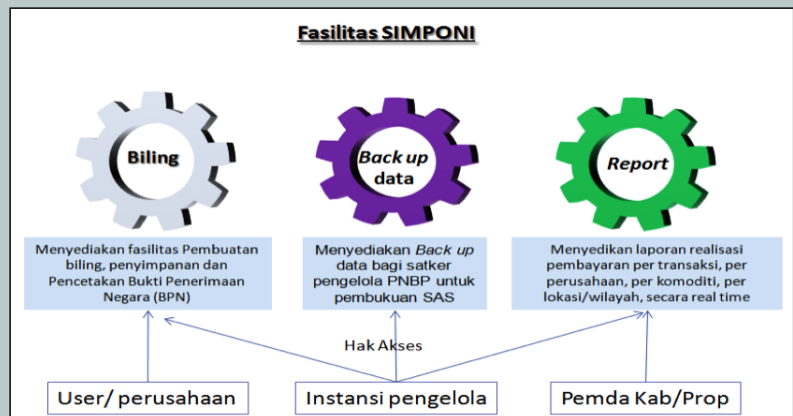 Fasilitas SIMPONI
Biling
Back up
data
Report
Menyediakan fasilitas Pembuatan
biling, penyimpanan dan
Pencetakan Bukti Penerimaan
Negara (BPN)
Menyediakan Back up
data bagi satker
pengelola PNBP untuk
pembukuan SAS
Menyedikan laporan realisasi
pembayaran per transaksi, per
perusahaan, per komoditi, per
lokasi/wilayah, secara real time
Hak Akses
User/ perusahaan
Instansi pengelola
Pemda Kab/Prop